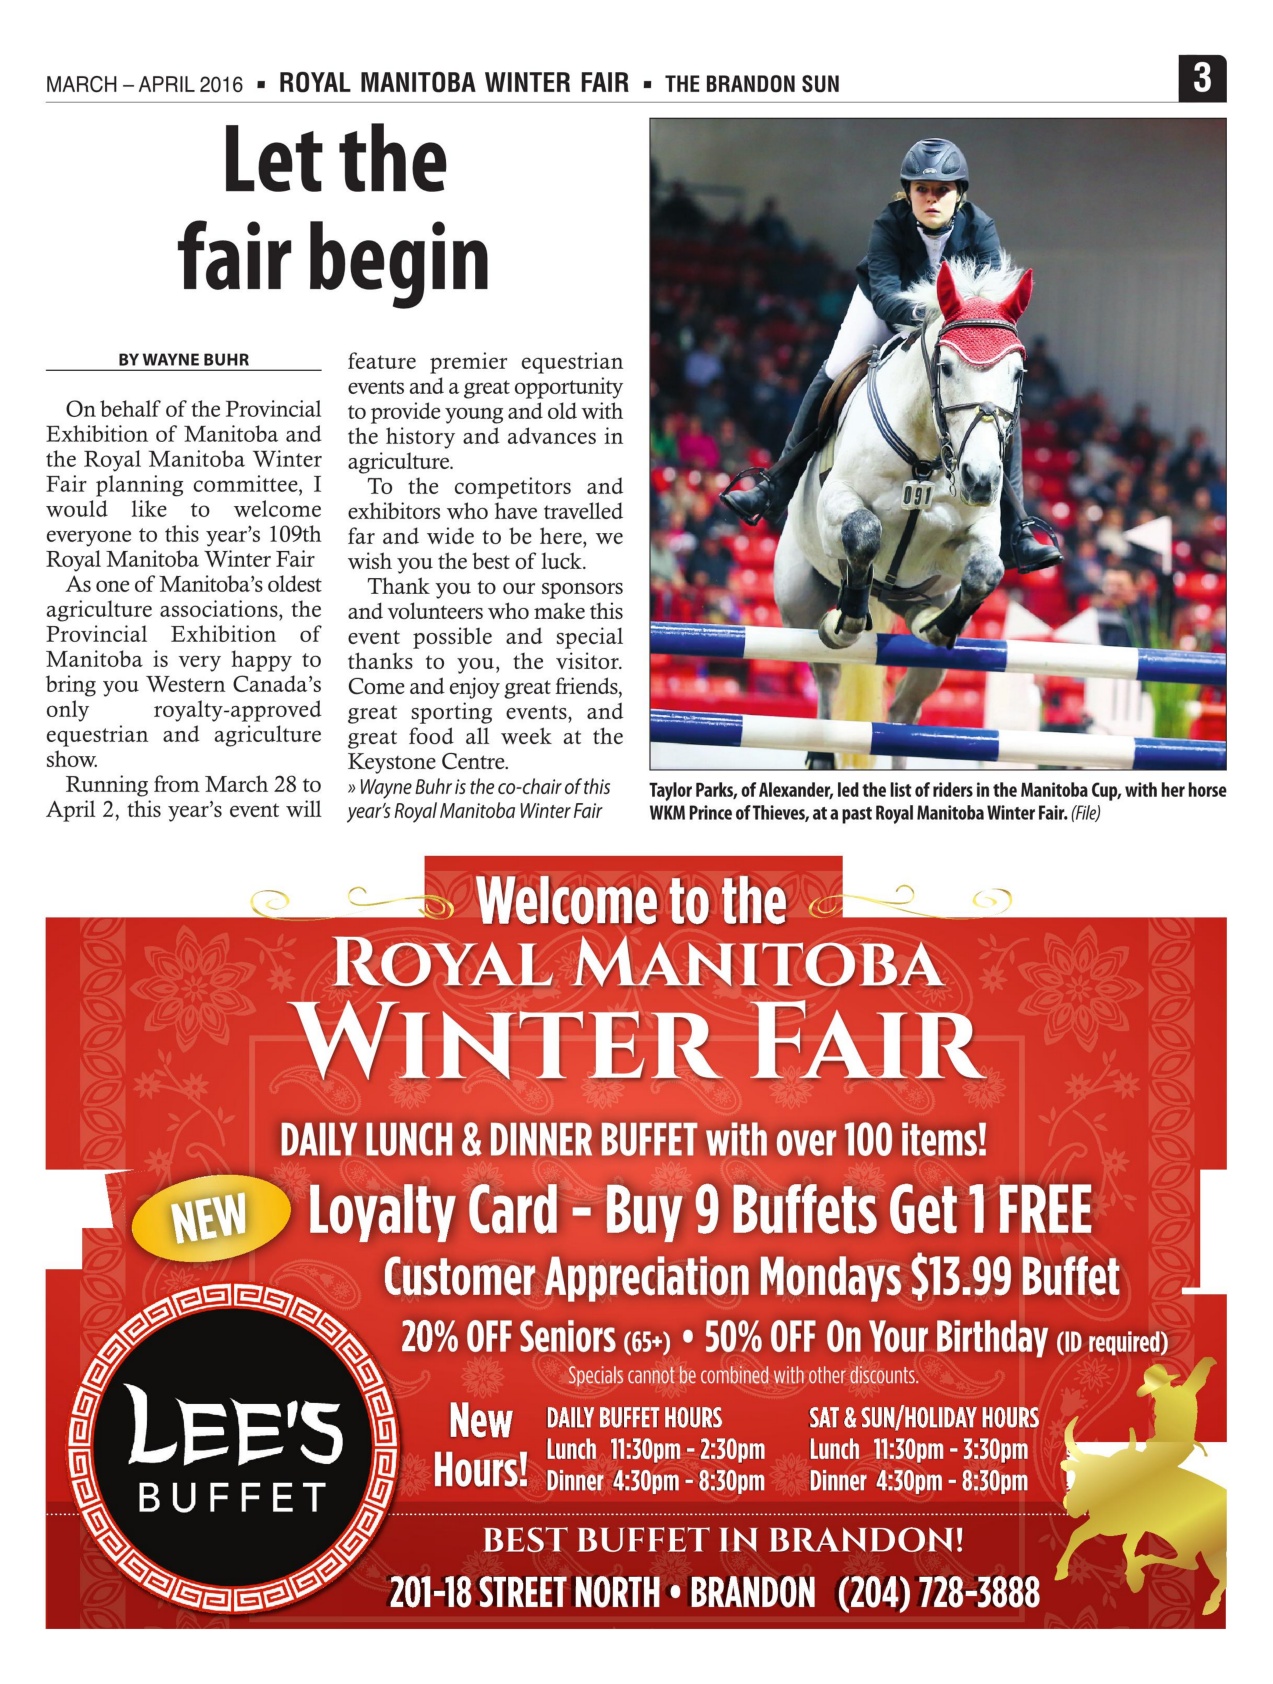 MARCH – APRIL 2016 ▪ ROYAL MANITOBA WINTER FAIR ▪ THE BRANDON SUN
3
Let the
fair begin
BY WAYNE BUHR
On behalf of the Provincial
Exhibition of Manitoba and
the Royal Manitoba Winter
Fair planning committee, I
would like to welcome
everyone to this year's 109th
Royal Manitoba Winter Fair
As one of Manitoba's oldest
agriculture associations, the
Provincial Exhibition of
Manitoba is very happy to
bring you Western Canada's
only royalty-approved
equestrian and agriculture
show.
Running from March 28 to
April 2, this year's event will
feature premier equestrian
events and a great opportunity
to provide young and old with
the history and advances in
agriculture.
To the competitors and
exhibitors who have travelled
far and wide to be here, we
wish you the best of luck.
Thank you to our sponsors
and volunteers who make this
event possible and special
thanks to you, the visitor.
Come and enjoy great friends,
great sporting events, and
great food all week at the
Keystone Centre.
» Wayne Buhr is the co-chair of this
year's Royal Manitoba Winter Fair
091
Taylor Parks, of Alexander, led the list of riders in the Manitoba Cup, with her horse
WKM Prince of Thieves, at a past Royal Manitoba Winter Fair. (File)
Welcome to the
ROYAL MANITOBA
WINTER FAIR
DAILY LUNCH & DINNER BUFFET with over 100 items!
NEW
Loyalty Card – Buy 9 Buffets Get 1 FREE
Customer Appreciation Mondays $13.99 Buffet
20% OFF Seniors (65+) • 50% OFF On Your Birthday (ID required)
Specials cannot be combined with other discounts.
New
Hours!
DAILY BUFFET HOURS
Lunch 11:30pm – 2:30pm
Dinner 4:30pm - 8:30pm
SAT & SUN/HOLIDAY HOURS
Lunch 11:30pm - 3:30pm
Dinner 4:30pm - 8:30pm
LEE'S
BUFFET
BEST BUFFET IN BRANDON!
201-18 STREET NORTH • BRANDON (204) 728-3888